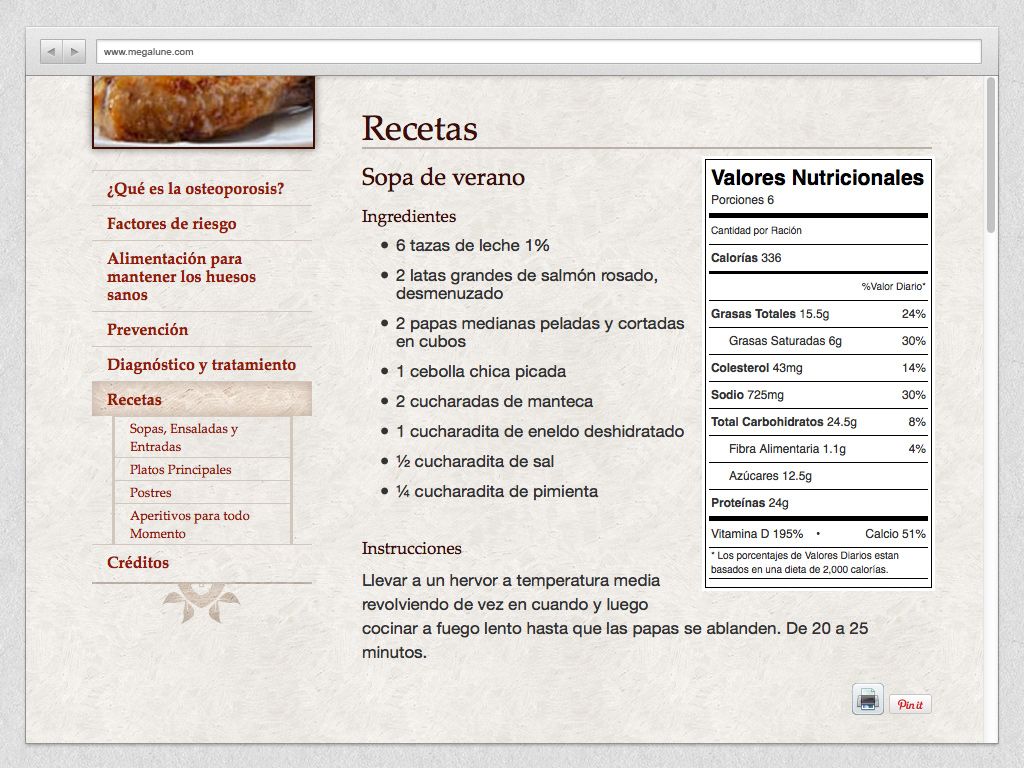 www.megalune.com
¿Qué es la osteoporosis?
Factores de riesgo
Alimentación para
mantener los huesos
sanos
Prevención
Diagnóstico y tratamiento
Recetas
Sopas, Ensaladas y
Entradas
Platos Principales
Postres
Aperitivos para todo
Momento
Créditos
Recetas
Sopa de verano
Ingredientes
• 6 tazas de leche 1%
• 2 latas grandes de salmón rosado,
desmenuzado
• 2 papas medianas peladas y cortadas
en cubos
• 1 cebolla chica picada
• 2 cucharadas de manteca
• 1 cucharadita de eneldo deshidratado
• ½ cucharadita de sal
• ¼ cucharadita de pimienta
Instrucciones
Llevar a un hervor a temperatura media
revolviendo de vez en cuando y luego
cocinar a fuego lento hasta que las papas se ablanden. De 20 a 25
minutos.
Valores Nutricionales
Porciones 6
Cantidad por Ración
Calorías 336
%Valor Diario*
Grasas Totales 15.5g 24%
Grasas Saturadas 6g 30%
Colesterol 43mg 14%
Sodio 725mg 30%
Total Carbohidratos 24.5g 8%
Fibra Alimentaria 1.1g 4%
Azúcares 12.5g
Proteínas 24g
Vitamina D 195% • Calcio 51%
* Los porcentajes de Valores Diarios estan
basados en una dieta de 2,000 calorías.
Pin it